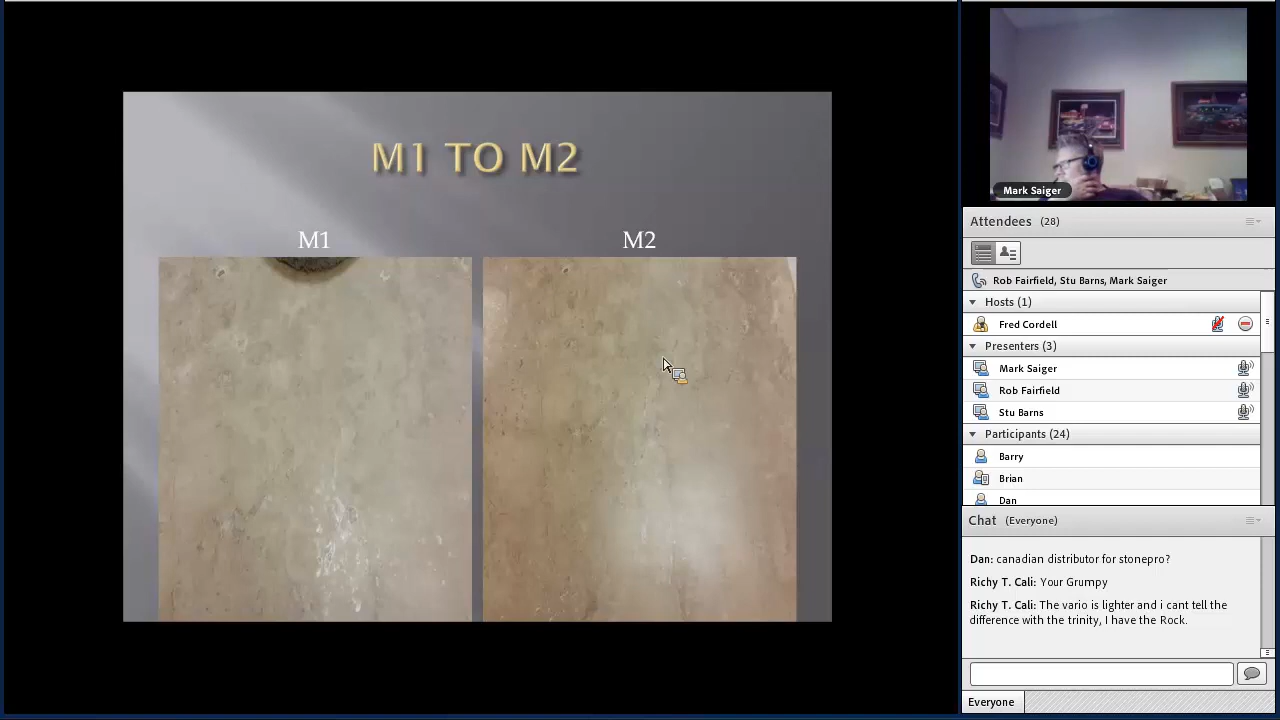 M1 TO M2
M1
M2
Mark Saiger
Attendees (28)
Rob Fairfield, Stu Barns, Mark Saiger
Hosts (1)
Fred Cordell
Presenters (3)
Mark Saiger
Rob Fairfield
Stu Barns
Participants (24)
Barry
Brian
Dan
Chat (Everyone)
Dan: canadian distributor for stonepro?
Richy T. Cali: Your Grumpy
Richy T. Cali: The vario is lighter and i cant tell the
difference with the trinity, I have the Rock.
Everyone